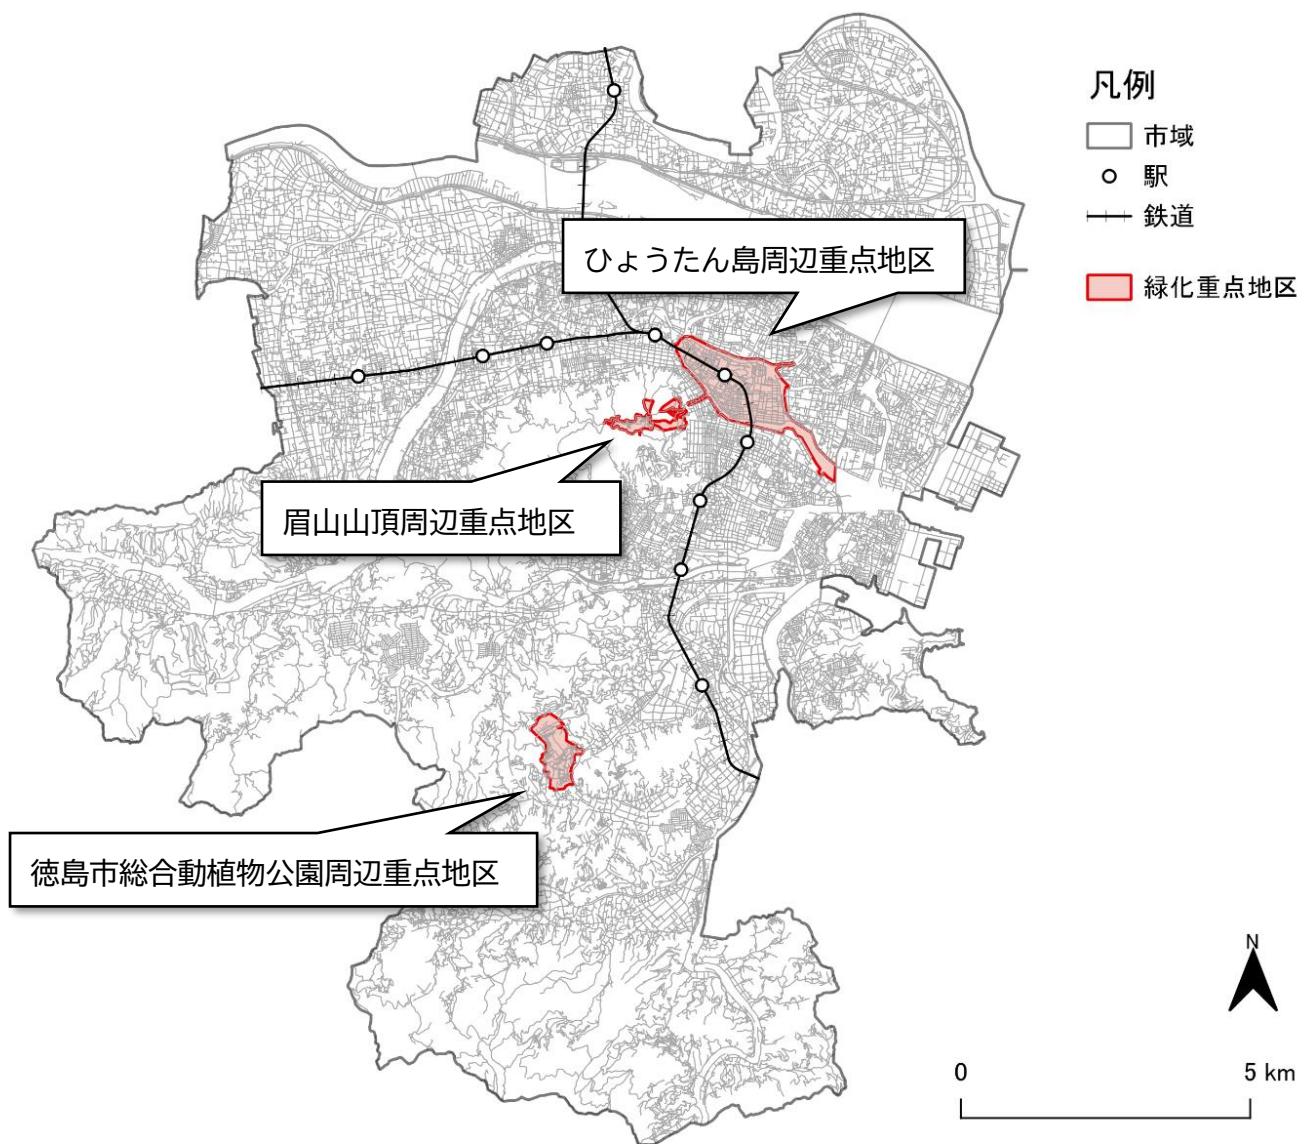 凡例
市域
駅
鉄道
緑化重点地区
ひょうたん島周辺重点地区
眉山山頂周辺重点地区
徳島市総合動植物公園周辺重点地区
N
0 5 km